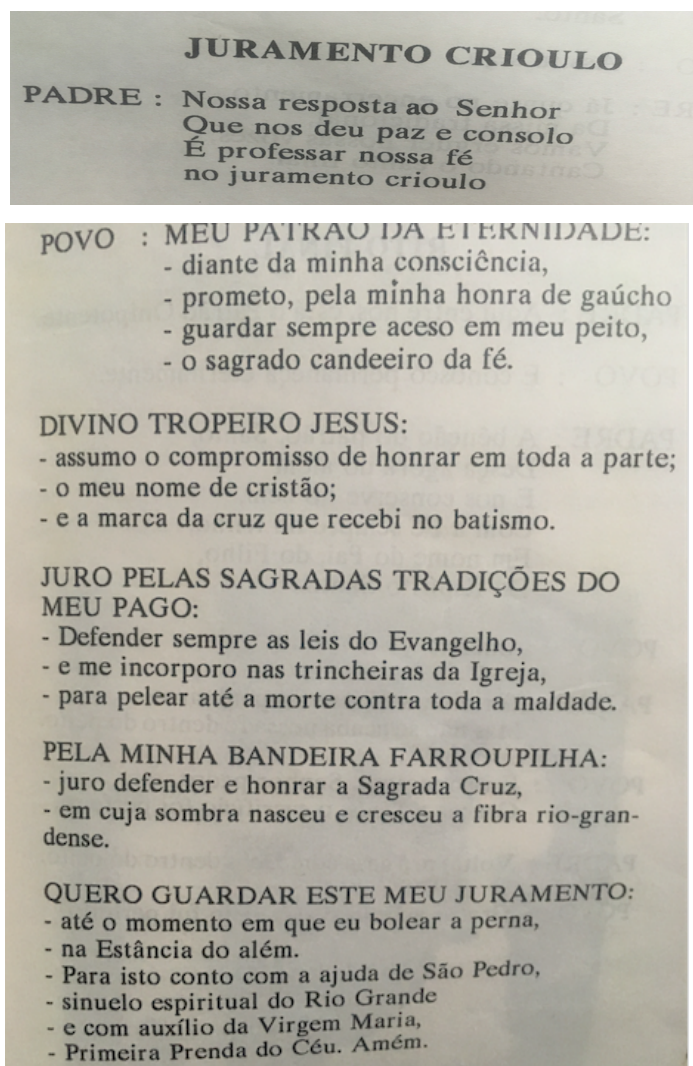 JURAMENTO CRIOULO
PADRE : Nossa resposta ao Senhor
Que nos deu paz e consolo
É professar nossa fé
no juramento crioulo
POVO : MEU PATRÃO DA ETERNIDADE:
- diante da minha consciência,
- prometo, pela minha honra de gaúcho
- guardar sempre aceso em meu peito,
- o sagrado candeeiro da fé.
DIVINO TROPEIRO JESUS:
- assumo o compromisso de honrar em toda a parte;
- o meu nome de cristão;
- e a marca da cruz que recebi no batismo.
JURO PELAS SAGRADAS TRADIÇÕES DO
MEU PAGO:
- Defender sempre as leis do Evangelho,
- e me incorporo nas trincheiras da Igreja,
- para pelear até a morte contra toda a maldade.
PELA MINHA BANDEIRA FARROUPILHA:
- juro defender e honrar a Sagrada Cruz,
- em cuja sombra nasceu e cresceu a fibra rio-gran-
dense.
QUERO GUARDAR ESTE MEU JURAMENTO:
- até o momento em que eu bolear a perna,
- na Estância do além.
- Para isto conto com a ajuda de São Pedro,
- sinuelo espiritual do Rio Grande
- e com auxílio da Virgem Maria,
- Primeira Prenda do Céu. Amém.